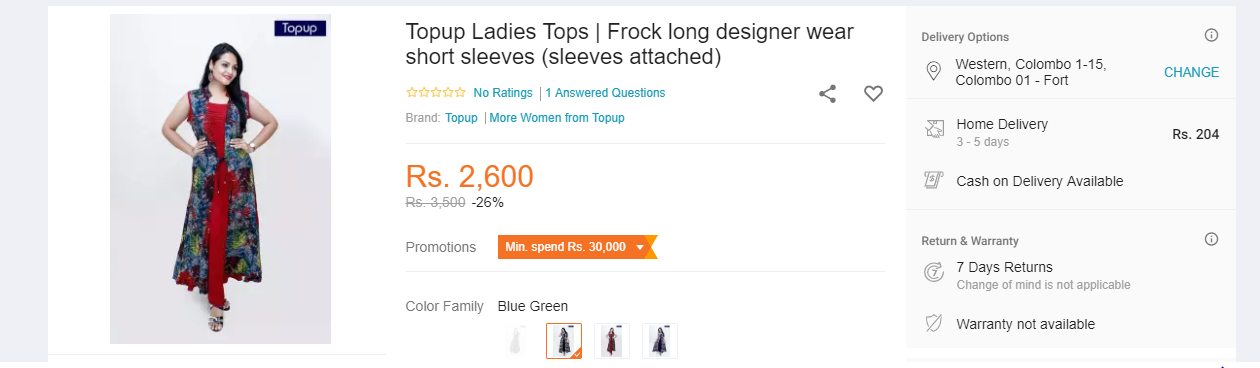 Topup
Topup Ladies Tops | Frock long designer wear
short sleeves (sleeves attached)
No Ratings | 1 Answered Questions
Brand: Topup | More Women from Topup
Rs. 2,600
Rs. 3,500 -26%
Promotions Min. spend Rs. 30,000
Color Family Blue Green
Delivery Options
Western, Colombo 1-15,
Colombo 01 - Fort
CHANGE
Home Delivery
3 - 5 days
Rs. 204
Cash on Delivery Available
Return & Warranty
7 Days Returns
Change of mind is not applicable
Warranty not available